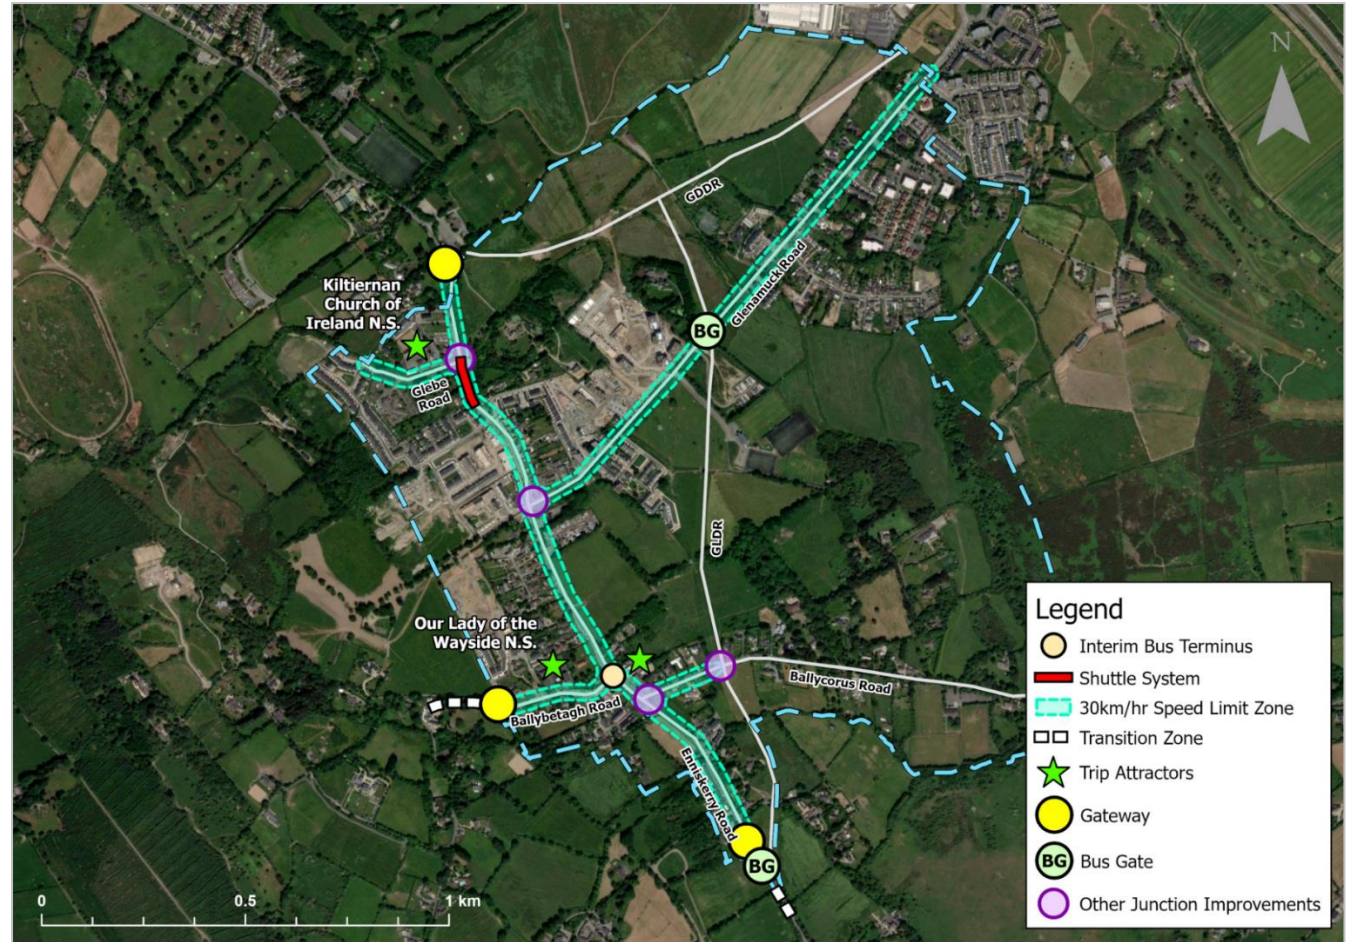 N
GDDR
Kiltiernan
Church of
Ireland N.S.
Glenamuck Road
BG
Glebe
Road
GLDR
Our Lady of the
Wayside N.S.
Ballybetagh Road
Ballycorus Road
Enniskerry Road
BG
0 0.5 1 km
Legend
Interim Bus Terminus
Shuttle System
30km/hr Speed Limit Zone
Transition Zone
Trip Attractors
Gateway
BG Bus Gate
Other Junction Improvements